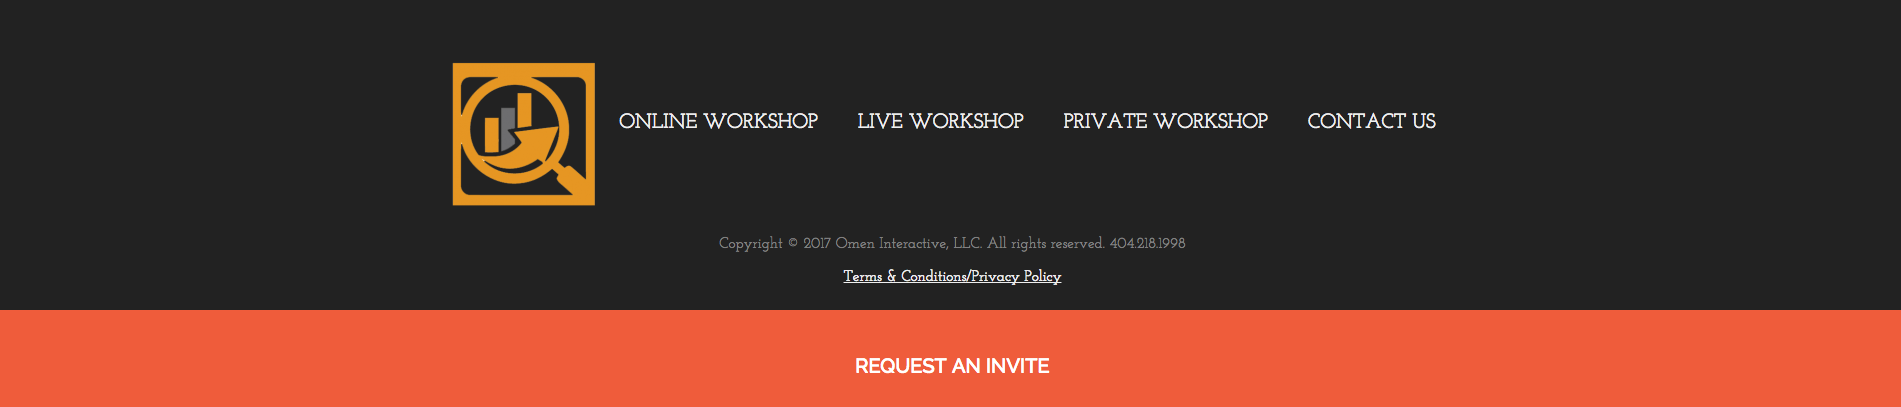 ONLINE WORKSHOP LIVE WORKSHOP PRIVATE WORKSHOP CONTACT US
Copyright © 2017 Omen Interactive, LLC. All rights reserved. 404.218.1998
Terms & Conditions/Privacy Policy
REQUEST AN INVITE